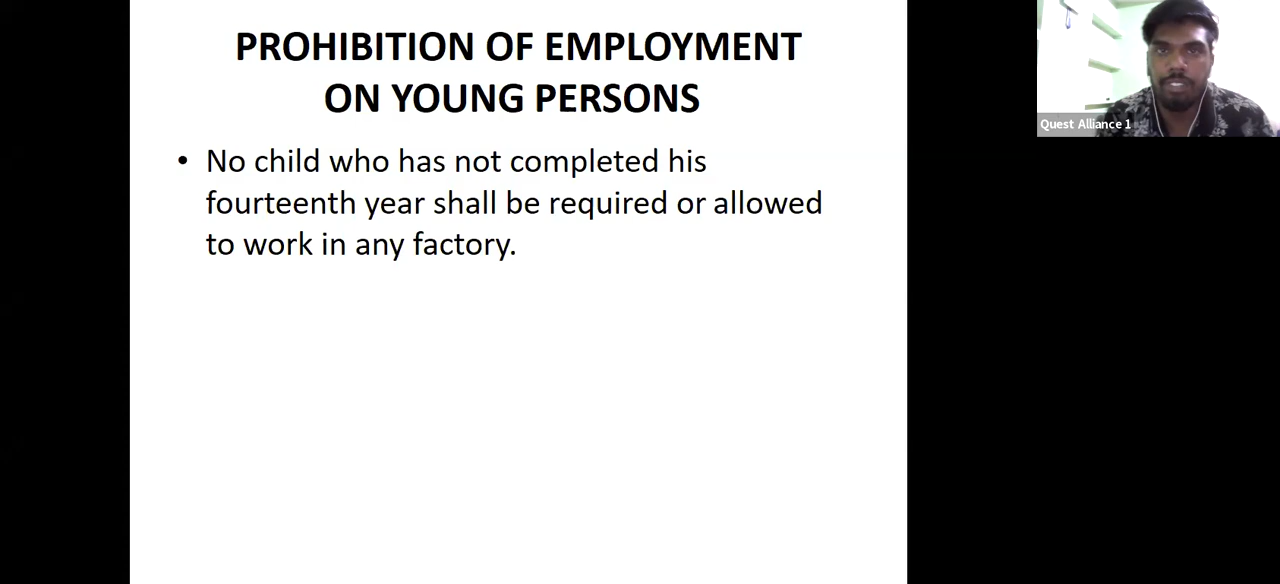 PROHIBITION OF EMPLOYMENT
ON YOUNG PERSONS
• No child who has not completed his
fourteenth year shall be required or allowed
to work in any factory.
Quest Alliance 1